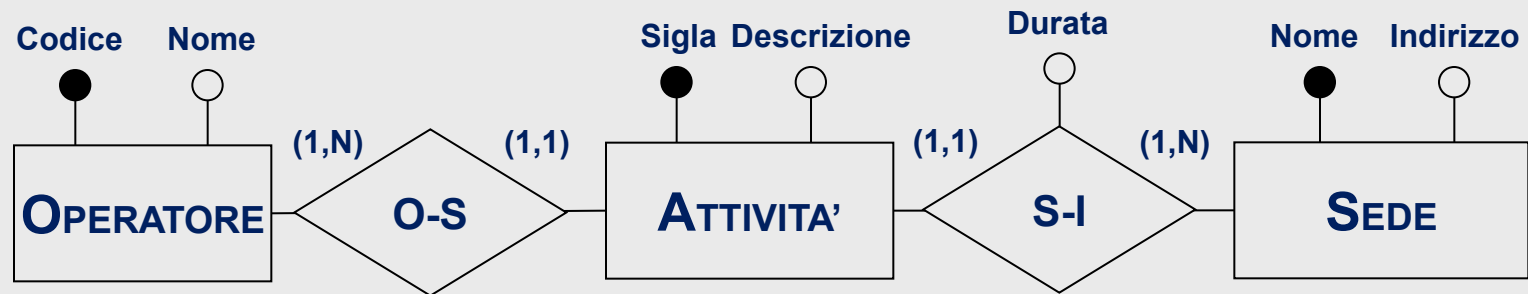 Codice Nome Sigla Descrizione Durata Nome Indirizzo
(1,N) (1,1) (1,1) (1,N)
OPERATORE O-S ATTIVITA’ S-I SEDE